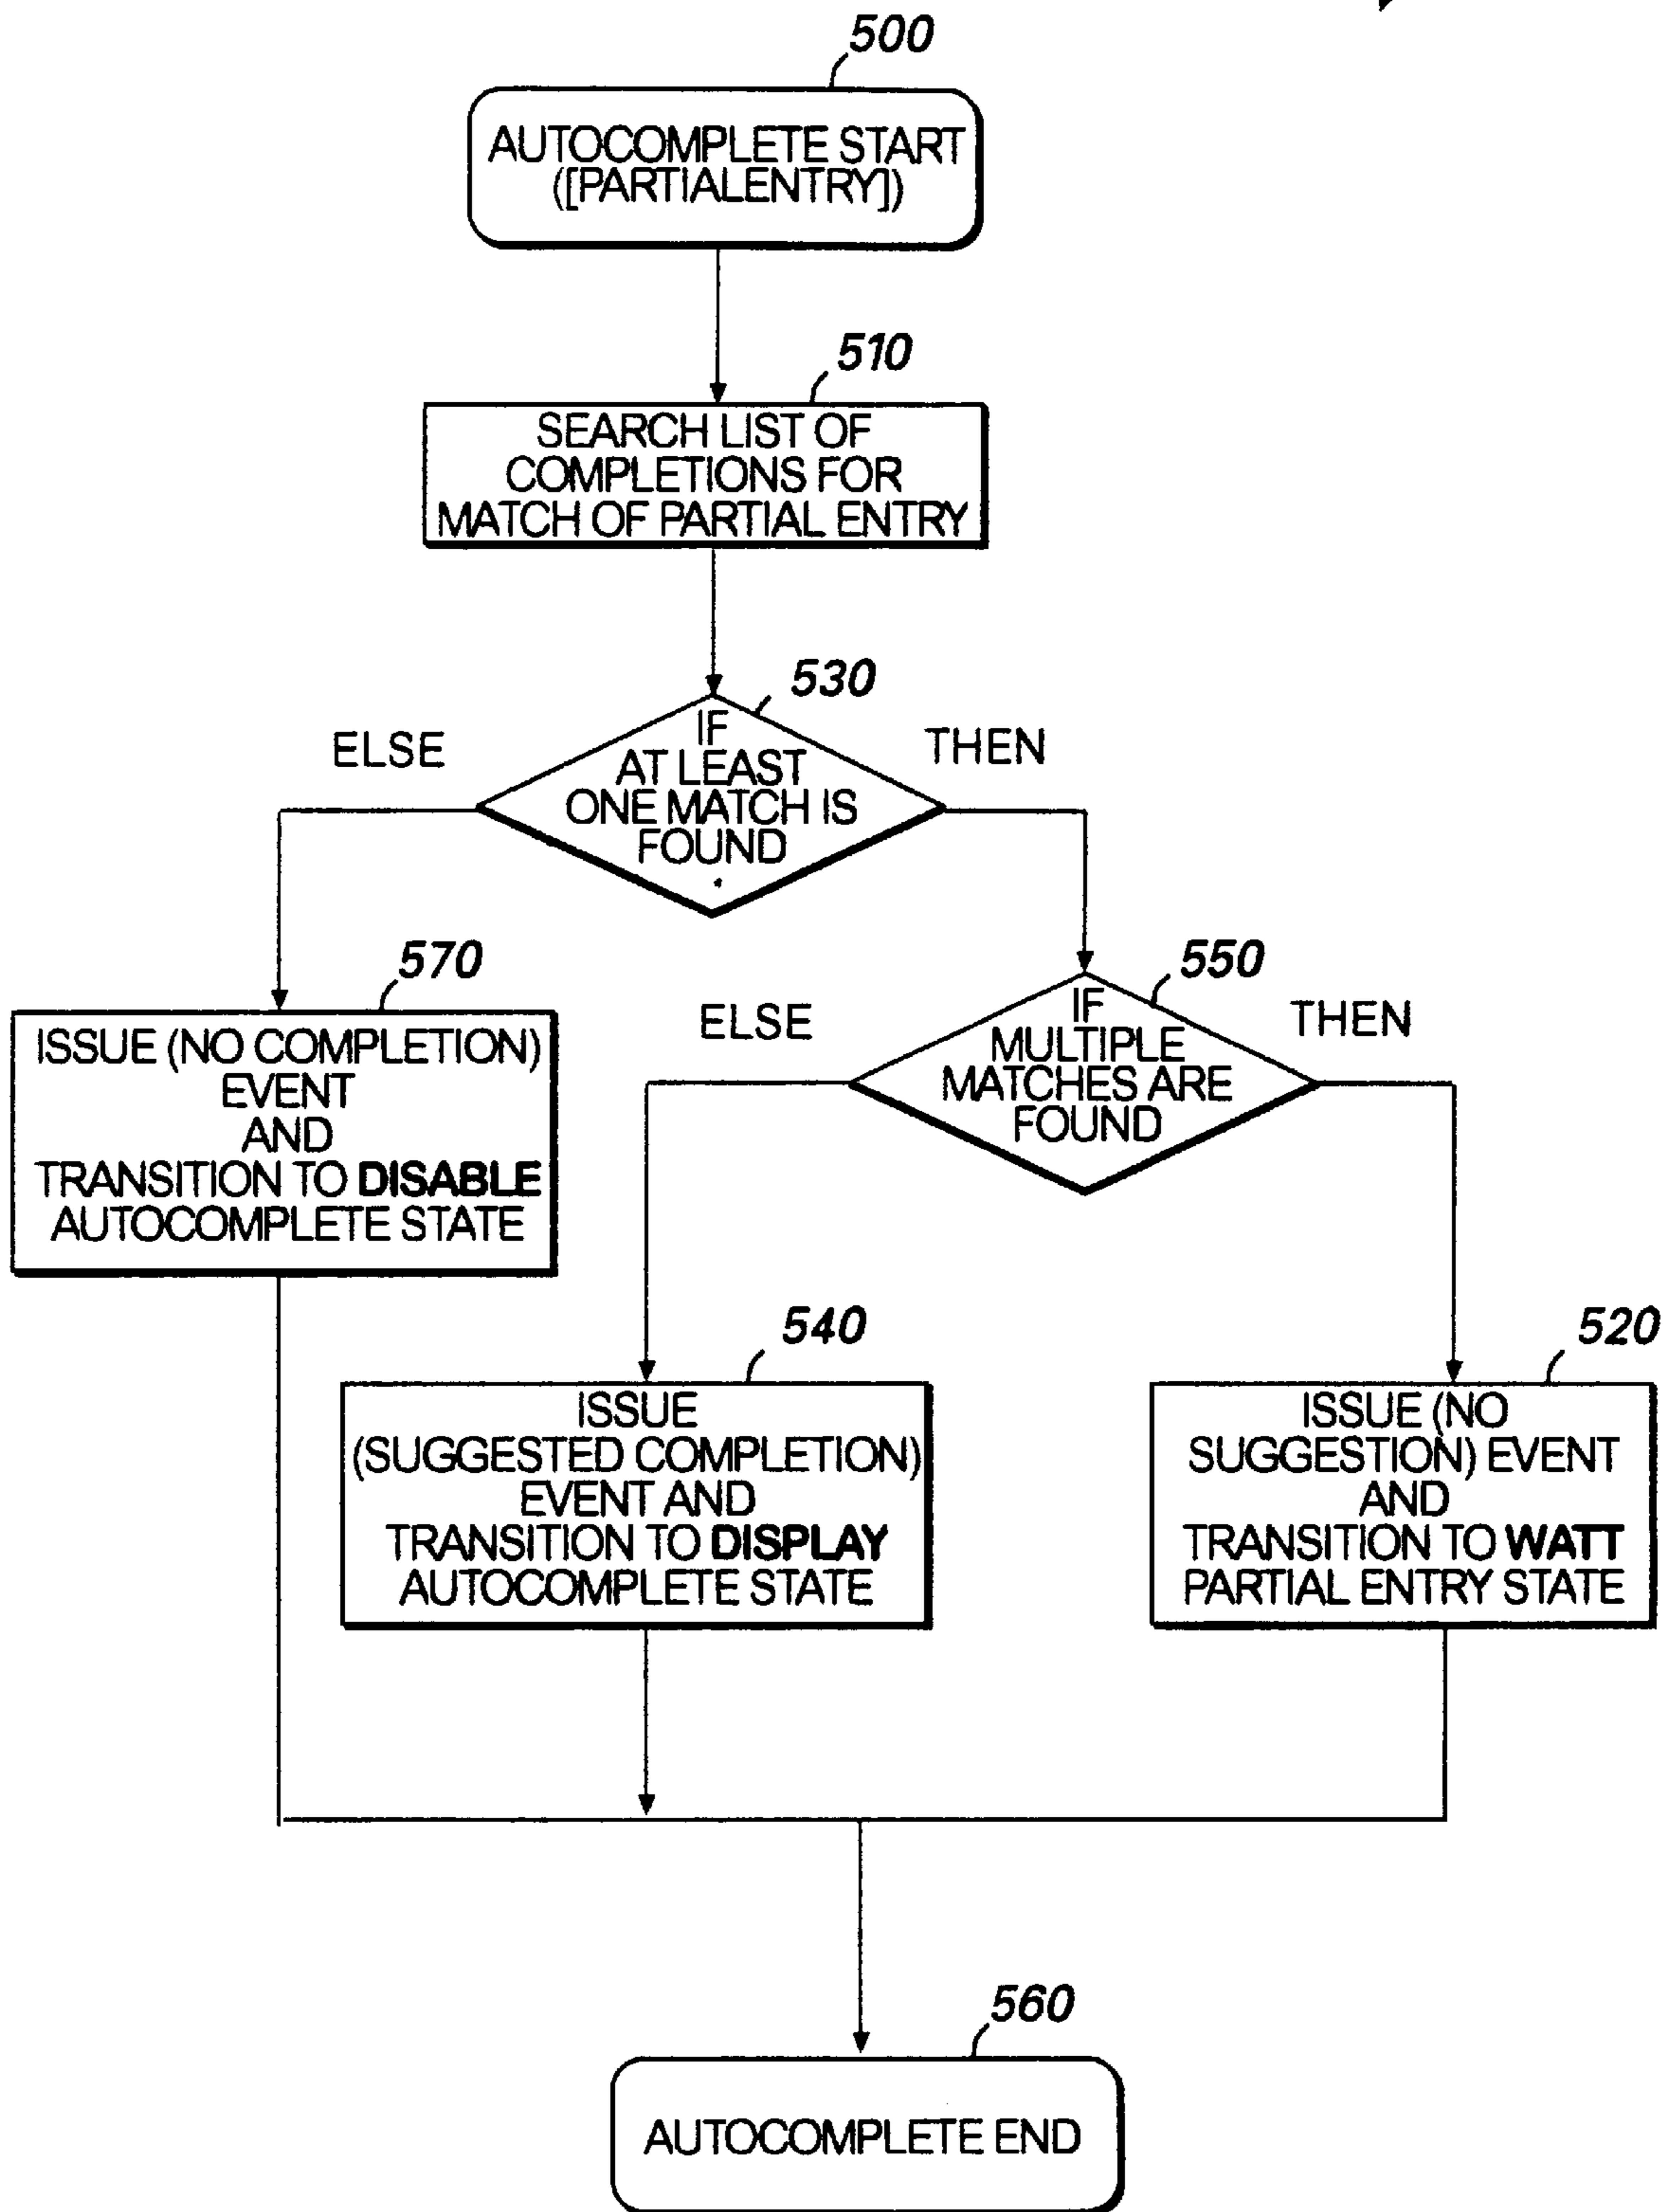 500
AUTOCOMPLETE START
([PARTIALENTRY])
510
SEARCH LIST OF
COMPLETIONS FOR
MATCH OF PARTIAL ENTRY
530
ELSE
IF
AT LEAST
ONE MATCH IS
FOUND
THEN
570
ISSUE (NO COMPLETION)
EVENT
AND
TRANSITION TO DISABLE
AUTOCOMPLETE STATE
550
ELSE
IF
MULTIPLE
MATCHES ARE
FOUND
THEN
540
ISSUE
(SUGGESTED COMPLETION)
EVENT AND
TRANSITION TO DISPLAY
AUTOCOMPLETE STATE
520
ISSUE (NO
SUGGESTION) EVENT
AND
TRANSITION TO WATT
PARTIAL ENTRY STATE
560
AUTOCOMPLETE END